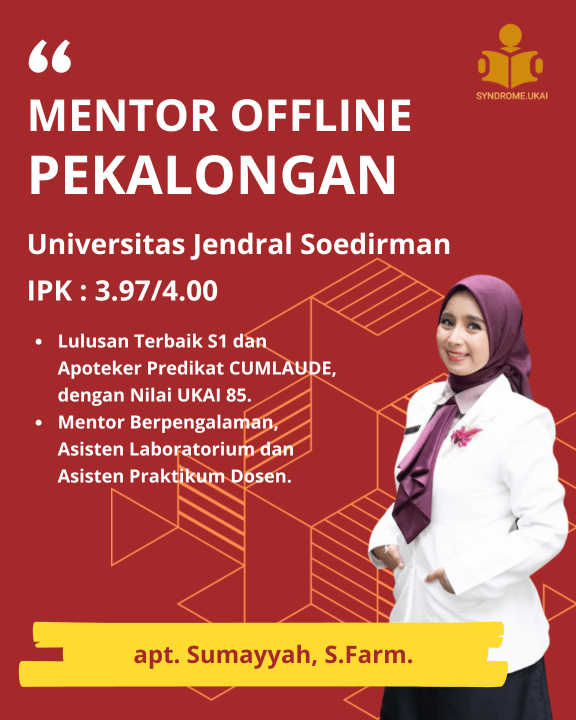 SYNDROME.UKAI
MENTOR OFFLINE
PEKALONGAN
Universitas Jendral Soedirman
IPK : 3.97/4.00
• Lulusan Terbaik S1 dan
Apoteker Predikat CUMLAUDE,
dengan Nilai UKAI 85.
• Mentor Berpengalaman,
Asisten Laboratorium dan
Asisten Praktikum Dosen.
apt. Sumayyah, S.Farm.